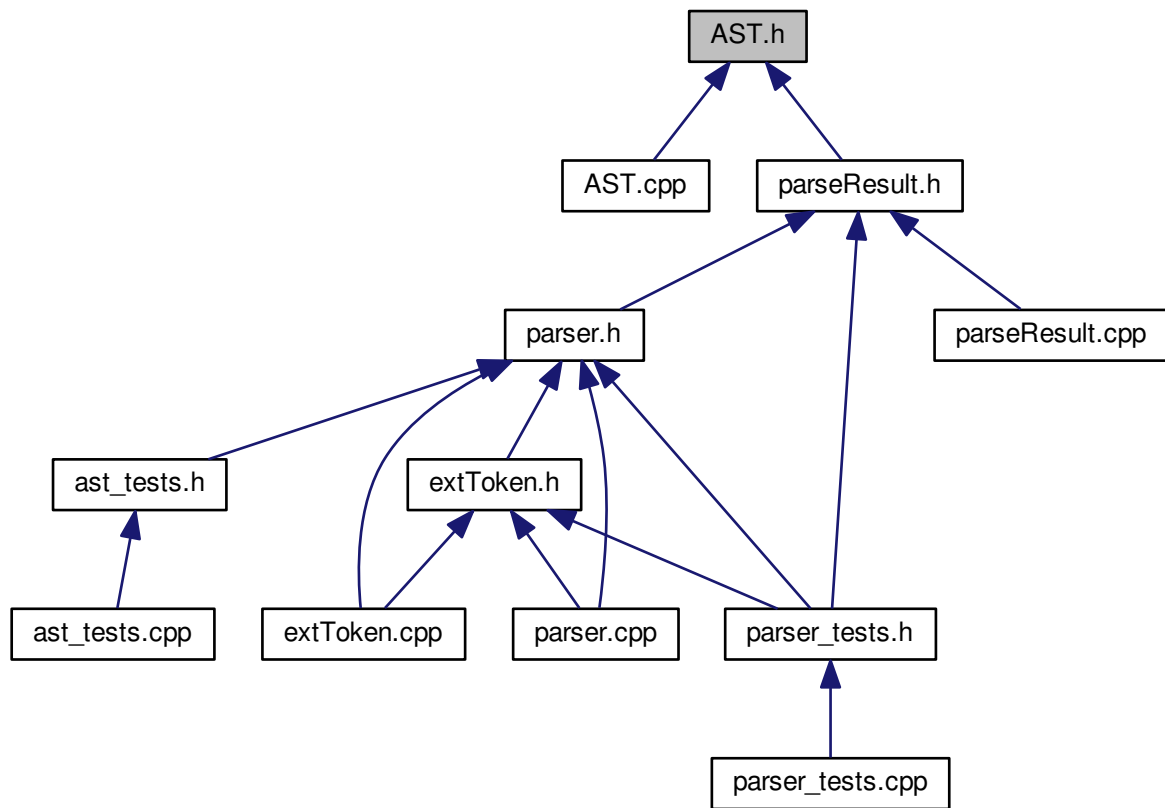 AST.h
AST.cpp
parseResult.h
parser.h
parseResult.cpp
ast_tests.h
extToken.h
ast_tests.cpp
extToken.cpp
parser.cpp
parser_tests.h
parser_tests.cpp